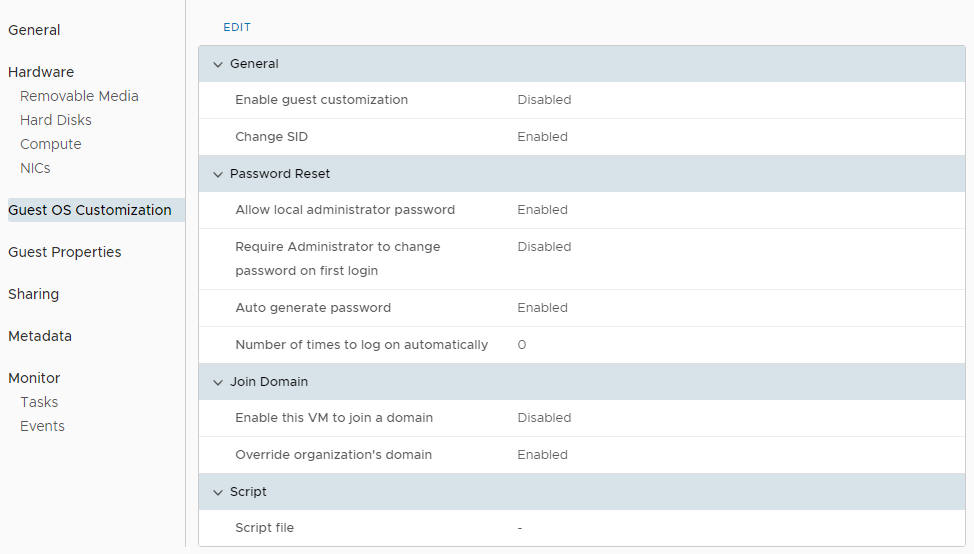 General
Hardware
Removable Media
Hard Disks
Compute
NICs
Guest OS Customization
Guest Properties
Sharing
Metadata
Monitor
Tasks
Events
EDIT
General
Enable guest customization Disabled
Change SID Enabled
Password Reset
Allow local administrator password Enabled
Require Administrator to change Disabled
password on first login
Auto generate password Enabled
Number of times to log on automatically 0
Join Domain
Enable this VM to join a domain Disabled
Override organization's domain Enabled
Script
Script file -